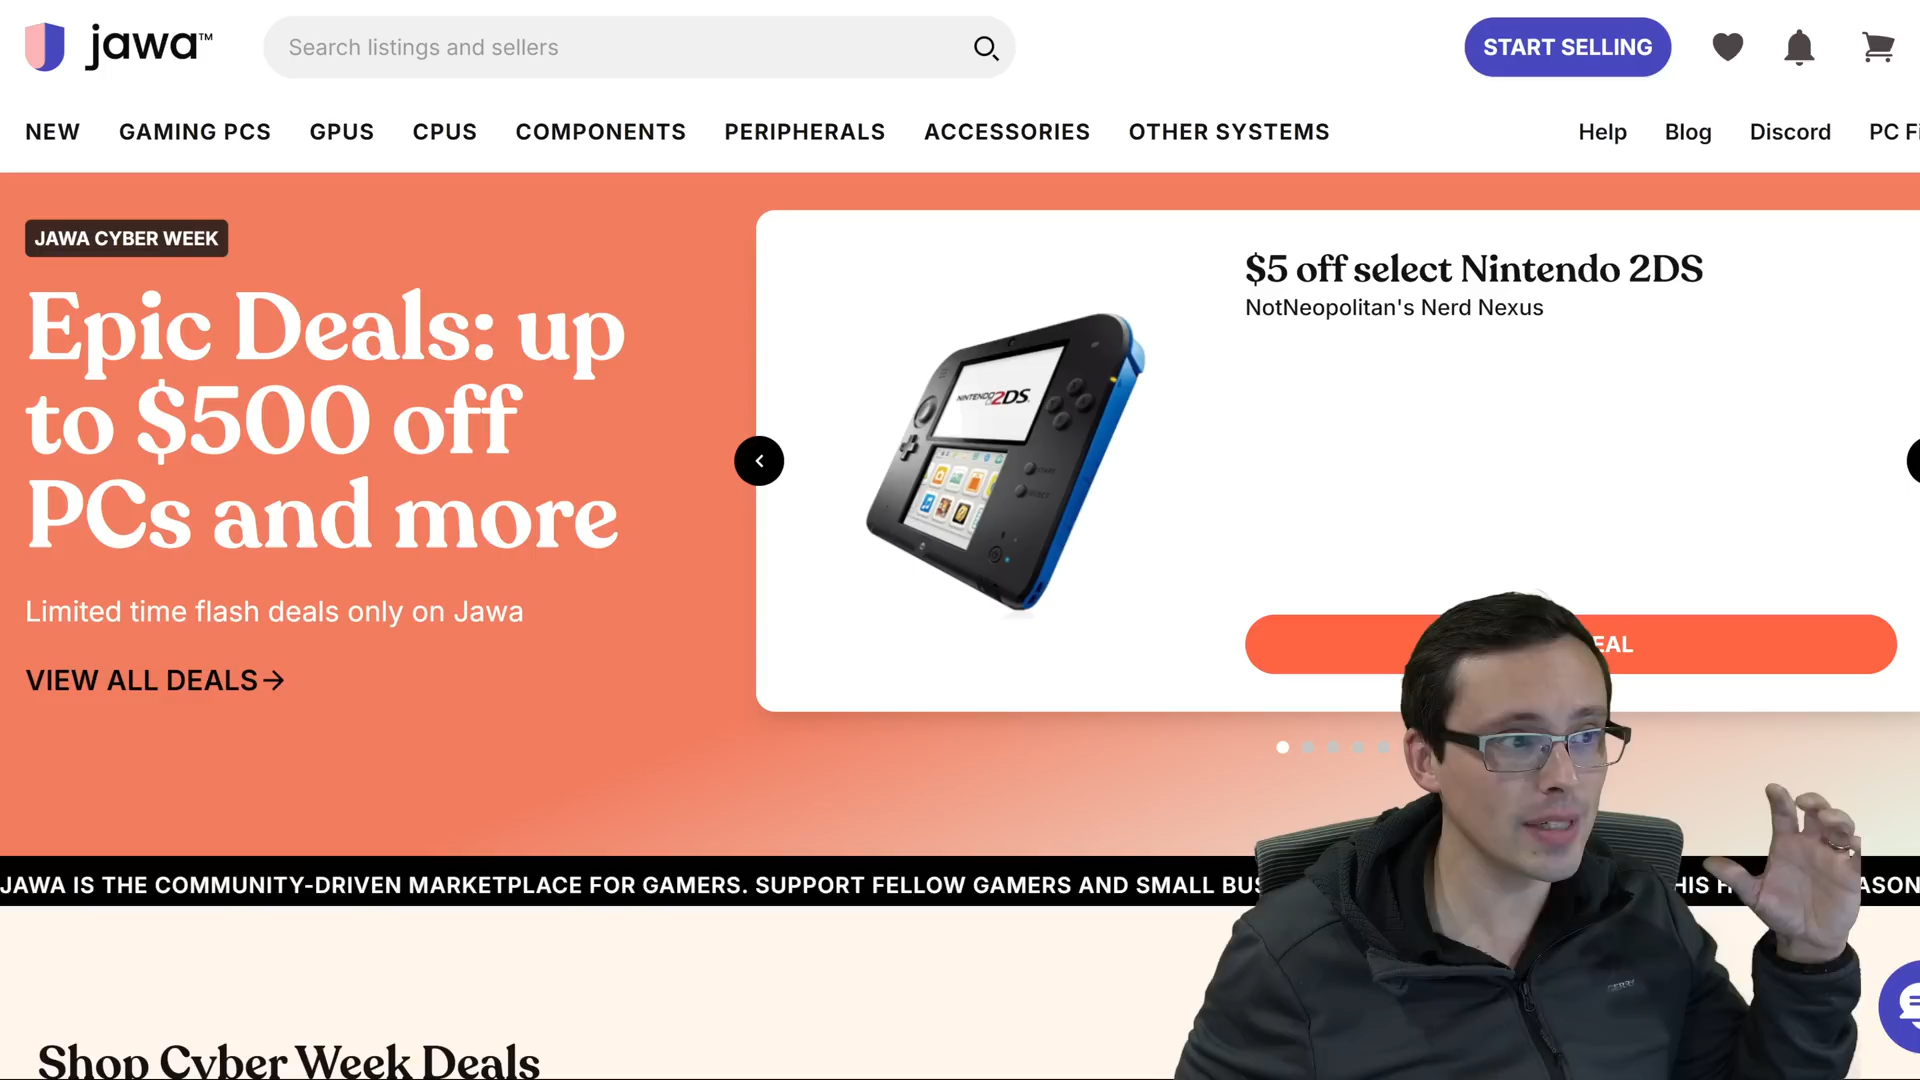 jawa™
Search listings and sellers
START SELLING
NEW GAMING PCS GPUS CPUS COMPONENTS PERIPHERALS ACCESSORIES OTHER SYSTEMS Help Blog Discord PC
JAWA CYBER WEEK
Epic Deals: up
to $500 off
PCs and more
Limited time flash deals only on Jawa
VIEW ALL DEALS
$5 off select Nintendo 2DS
NotNeopolitan's Nerd Nexus
NINTENDO 2DS
START
SELECT
JAWA IS THE COMMUNITY-DRIVEN MARKETPLACE FOR GAMERS. SUPPORT FELLOW GAMERS AND SMALL
Shop Cyber Week Deals